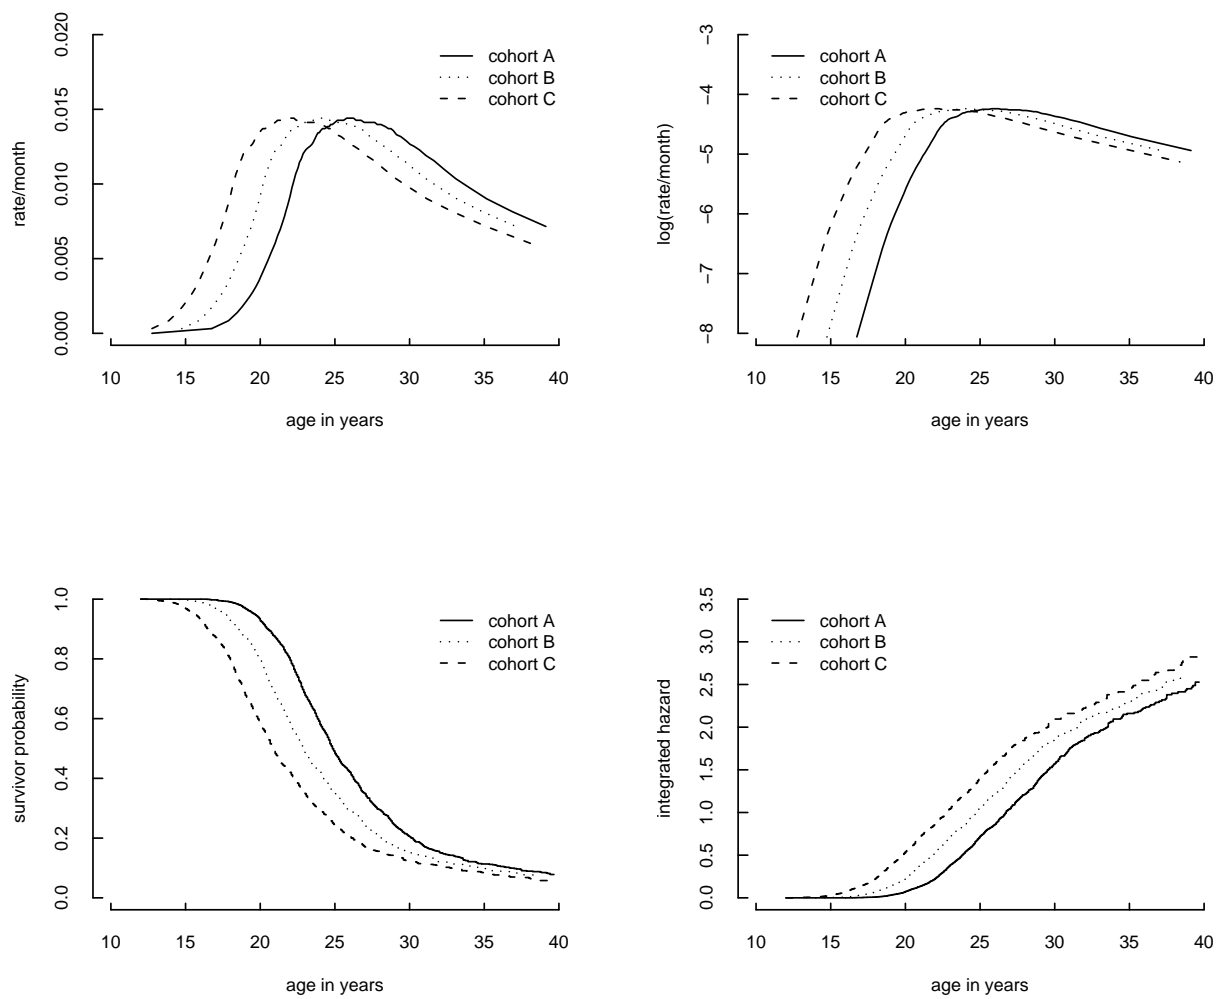 0.000 0.005 0.010 0.015 0.020
rate/month
cohort A
cohort B
cohort C
10 15 20 25 30 35 40
age in years
−8 −7 −6 −5 −4 −3
log(rate/month)
cohort A
cohort B
cohort C
10 15 20 25 30 35 40
age in years
0.0 0.2 0.4 0.6 0.8 1.0
survivor probability
cohort A
cohort B
cohort C
10 15 20 25 30 35 40
age in years
0.0 0.5 1.0 1.5 2.0 2.5 3.0 3.5
integrated hazard
cohort A
cohort B
cohort C
10 15 20 25 30 35 40
age in years